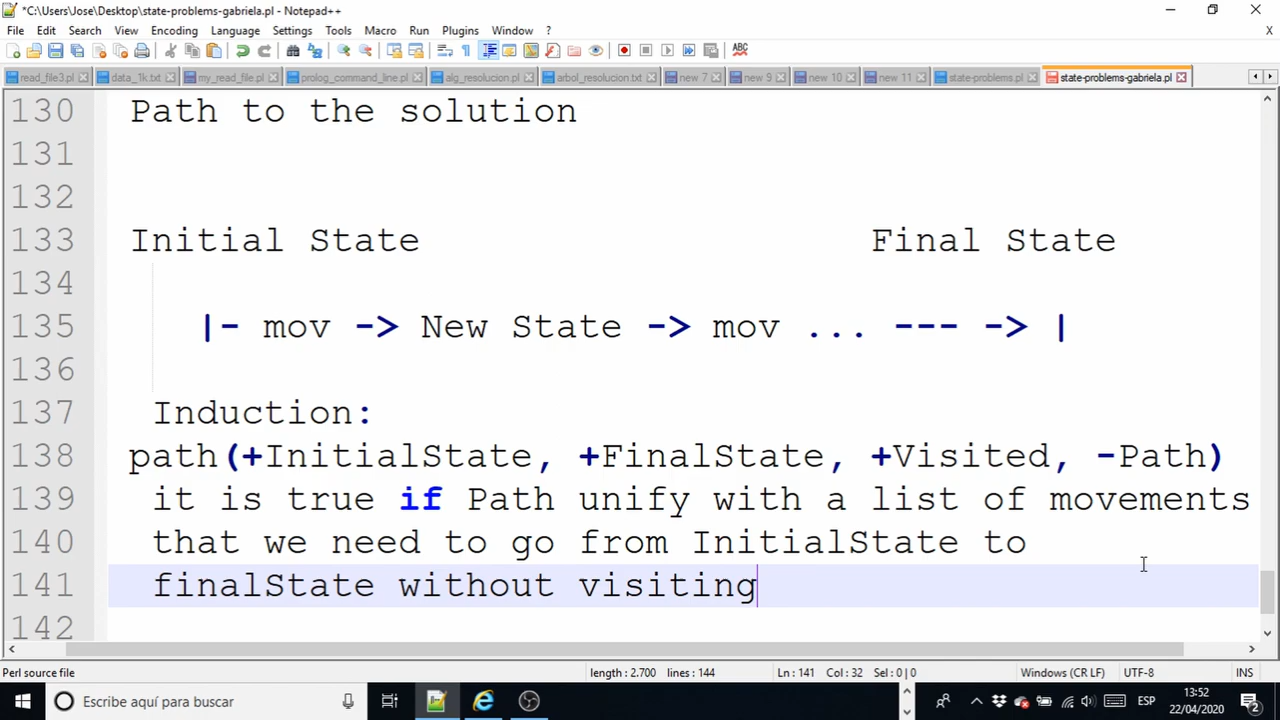 *C:\Users\Jose\Desktop\state-problems-gabriela.pl - Notepad++
File Edit Search View Encoding Language Settings Tools Macro Run Plugins Window ? X
read_file3.pl data_1k.txt my_read_file.pl prolog_command_line.pl alg_resolucion.pl arbol_resolucion.txt new 7 new 9 new 10 new 11 state-problems.pl state-problems-gabriela.pl
130 Path to the solution
131
132
133 Initial State Final State
134
135 |- mov -> New State -> mov ... --- -> |
136
137 Induction:
138 path(+InitialState, +FinalState, +Visited, -Path)
139 it is true if Path unify with a list of movements
140 that we need to go from InitialState to
141 finalState without visiting
142
Perl source file length : 2.700 lines : 144 Ln : 141 Col : 32 Sel : 0 | 0 Windows (CR LF) UTF-8 INS
Escribe aquí para buscar ESP 13:52
22/04/2020 2